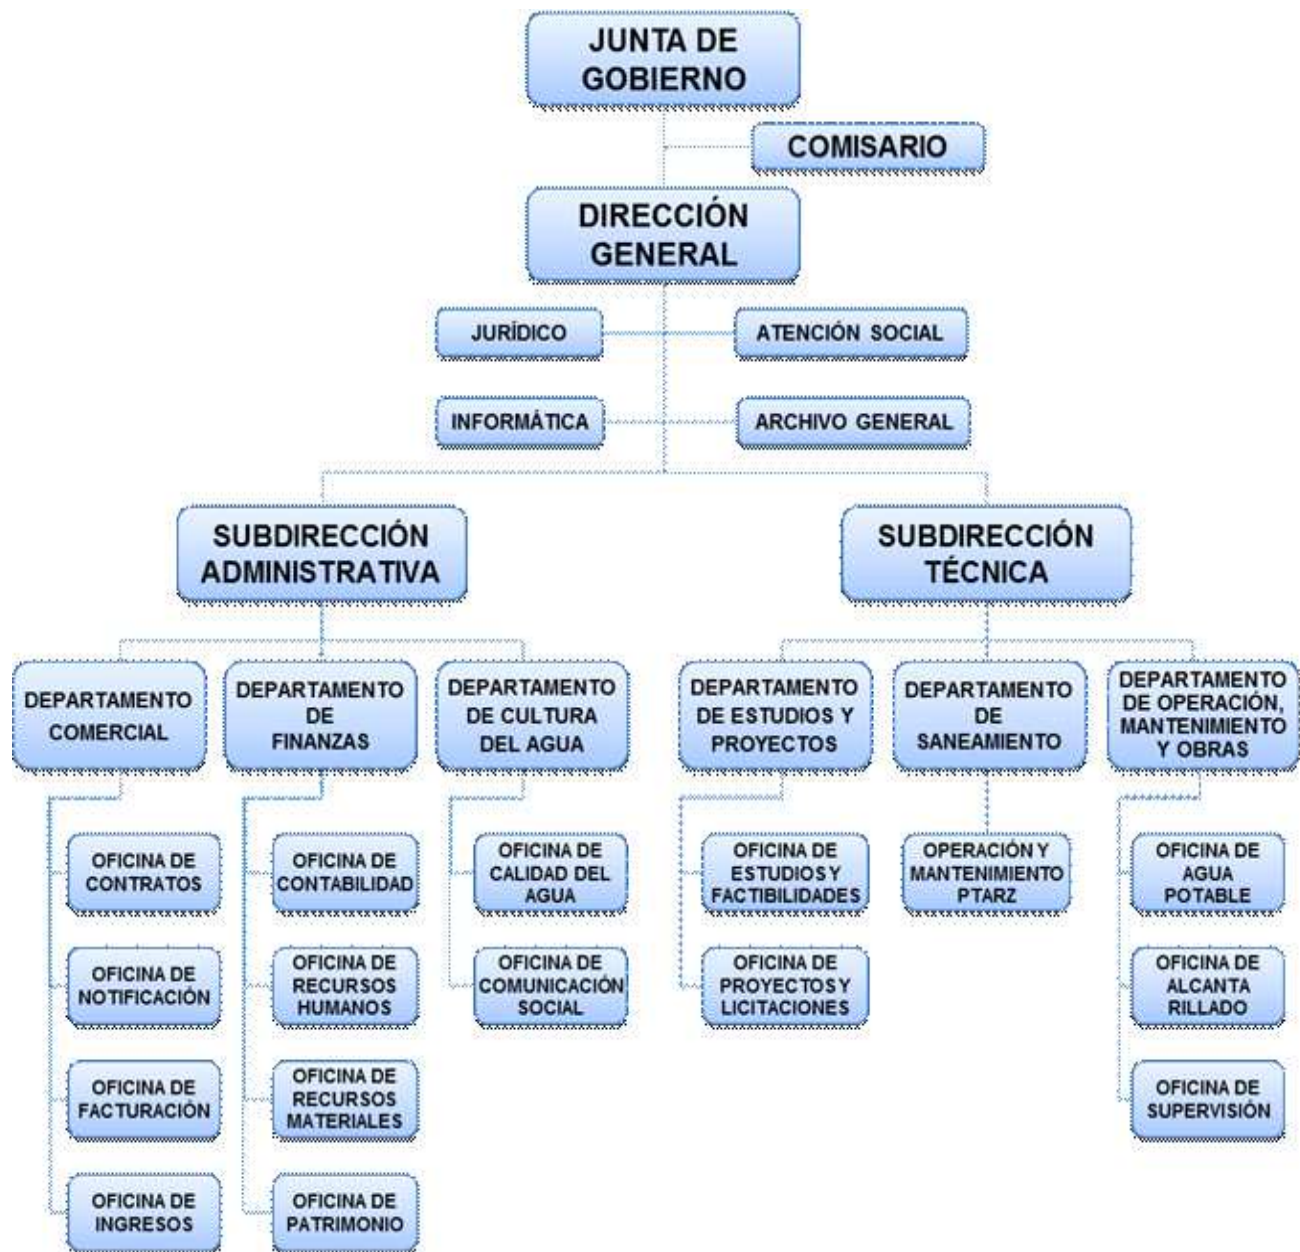 JUNTA DE
GOBIERNO
COMISARIO
DIRECCIÓN
GENERAL
JURÍDICO
ATENCIÓN SOCIAL
INFORMÁTICA
ARCHIVO GENERAL
SUBDIRECCIÓN
ADMINISTRATIVA
SUBDIRECCIÓN
TÉCNICA
DEPARTAMENTO
COMERCIAL
DEPARTAMENTO
DE
FINANZAS
DEPARTAMENTO
DE CULTURA
DEL AGUA
DEPARTAMENTO
DE ESTUDIOS Y
PROYECTOS
DEPARTAMENTO
DE
SANEAMIENTO
DEPARTAMENTO
DE OPERACIÓN,
MANTENIMIENTO
Y OBRAS
OFICINA DE
CONTRATOS
OFICINA DE
CONTABILIDAD
OFICINA DE
CALIDAD DEL
AGUA
OFICINA DE
ESTUDIOS Y
FACTIBILIDADES
OPERACIÓN Y
MANTENIMIENTO
PTARZ
OFICINA DE
AGUA
POTABLE
OFICINA DE
NOTIFICACIÓN
OFICINA DE
RECURSOS
HUMANOS
OFICINA DE
COMUNICACIÓN
SOCIAL
OFICINA DE
PROYECTOS Y
LICITACIONES
OFICINA DE
ALCANTA
RILLADO
OFICINA DE
FACTURACIÓN
OFICINA DE
RECURSOS
MATERIALES
OFICINA DE
SUPERVISIÓN
OFICINA DE
INGRESOS
OFICINA DE
PATRIMONIO